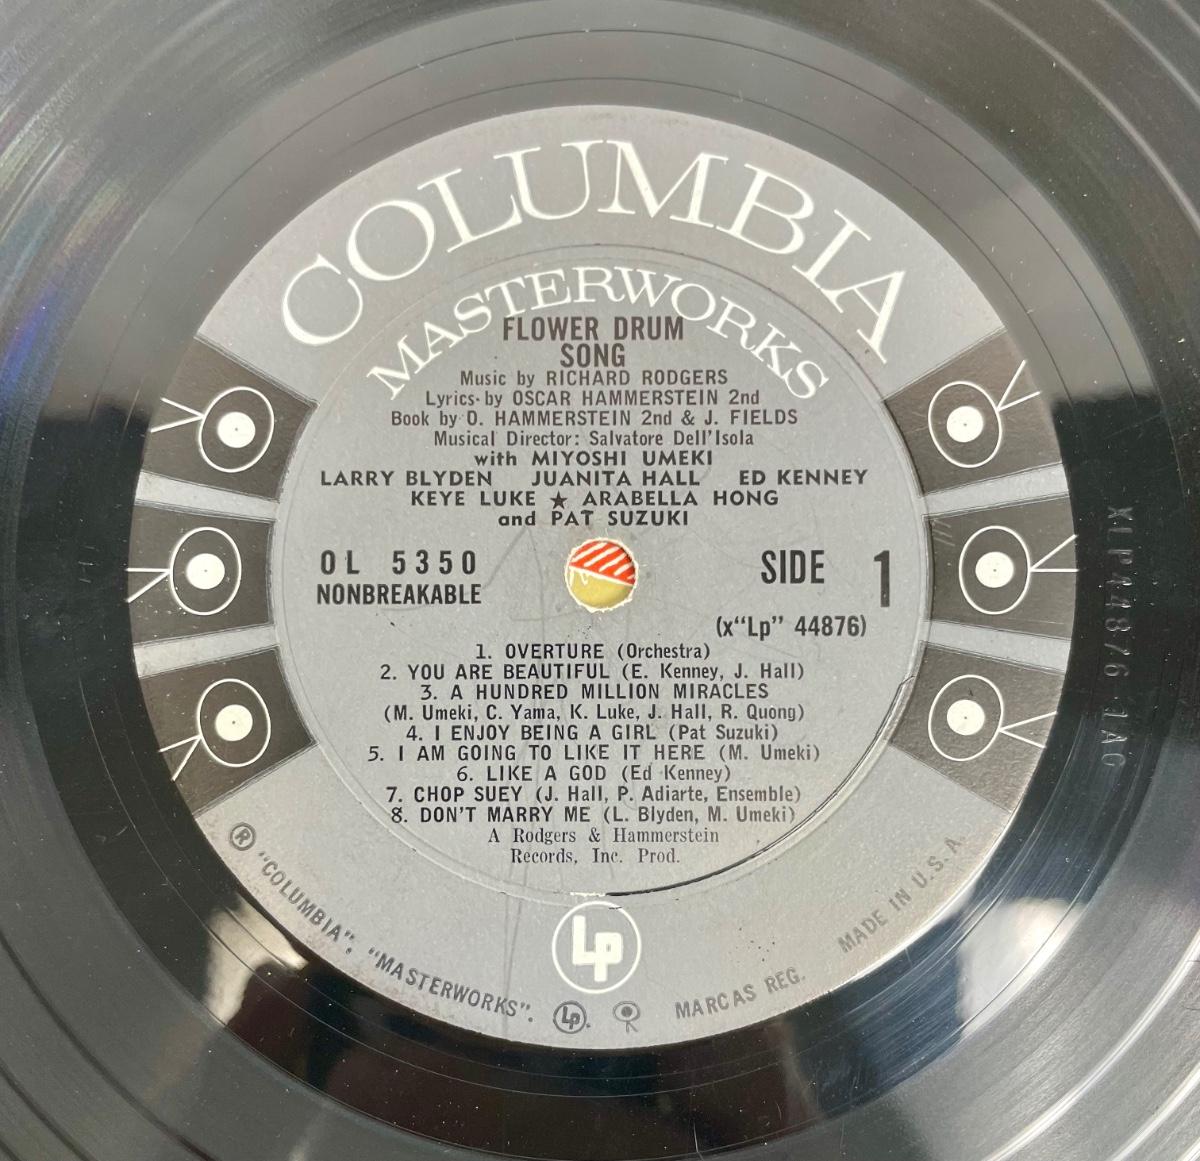 COLUMBIA
MASTERWORKS
FLOWER DRUM
SONG
Music by RICHARD RODGERS
Lyrics by OSCAR HAMMERSTEIN 2nd
Book by O. HAMMERSTEIN 2nd & J. FIELDS
Musical Director: Salvatore Dell'Isola
with MIYOSHI UMEKI
LARRY BLYDEN JUANITA HALL ED KENNEY
KEYE LUKE ★ ARABELLA HONG
and PAT SUZUKI
OL 5350 SIDE 1
NONBREAKABLE
(x“Lp” 44876)
1. OVERTURE (Orchestra)
2. YOU ARE BEAUTIFUL (E. Kenney, J. Hall)
3. A HUNDRED MILLION MIRACLES
(M. Umeki, C. Yama, K. Luke, J. Hall, R. Quong)
4. I ENJOY BEING A GIRL (Pat Suzuki)
5. I AM GOING TO LIKE IT HERE (M. Umeki)
6. LIKE A GOD (Ed Kenney)
7. CHOP SUEY (J. Hall, P. Adiarte, Ensemble)
8. DON'T MARRY ME (L. Blyden, M. Umeki)
A Rodgers & Hammerstein
Records, Inc. Prod.
Lp
® “COLUMBIA”, “MASTERWORKS”, Lp. MARCAS REG. MADE IN U.S.A.
XLP44876 1AG